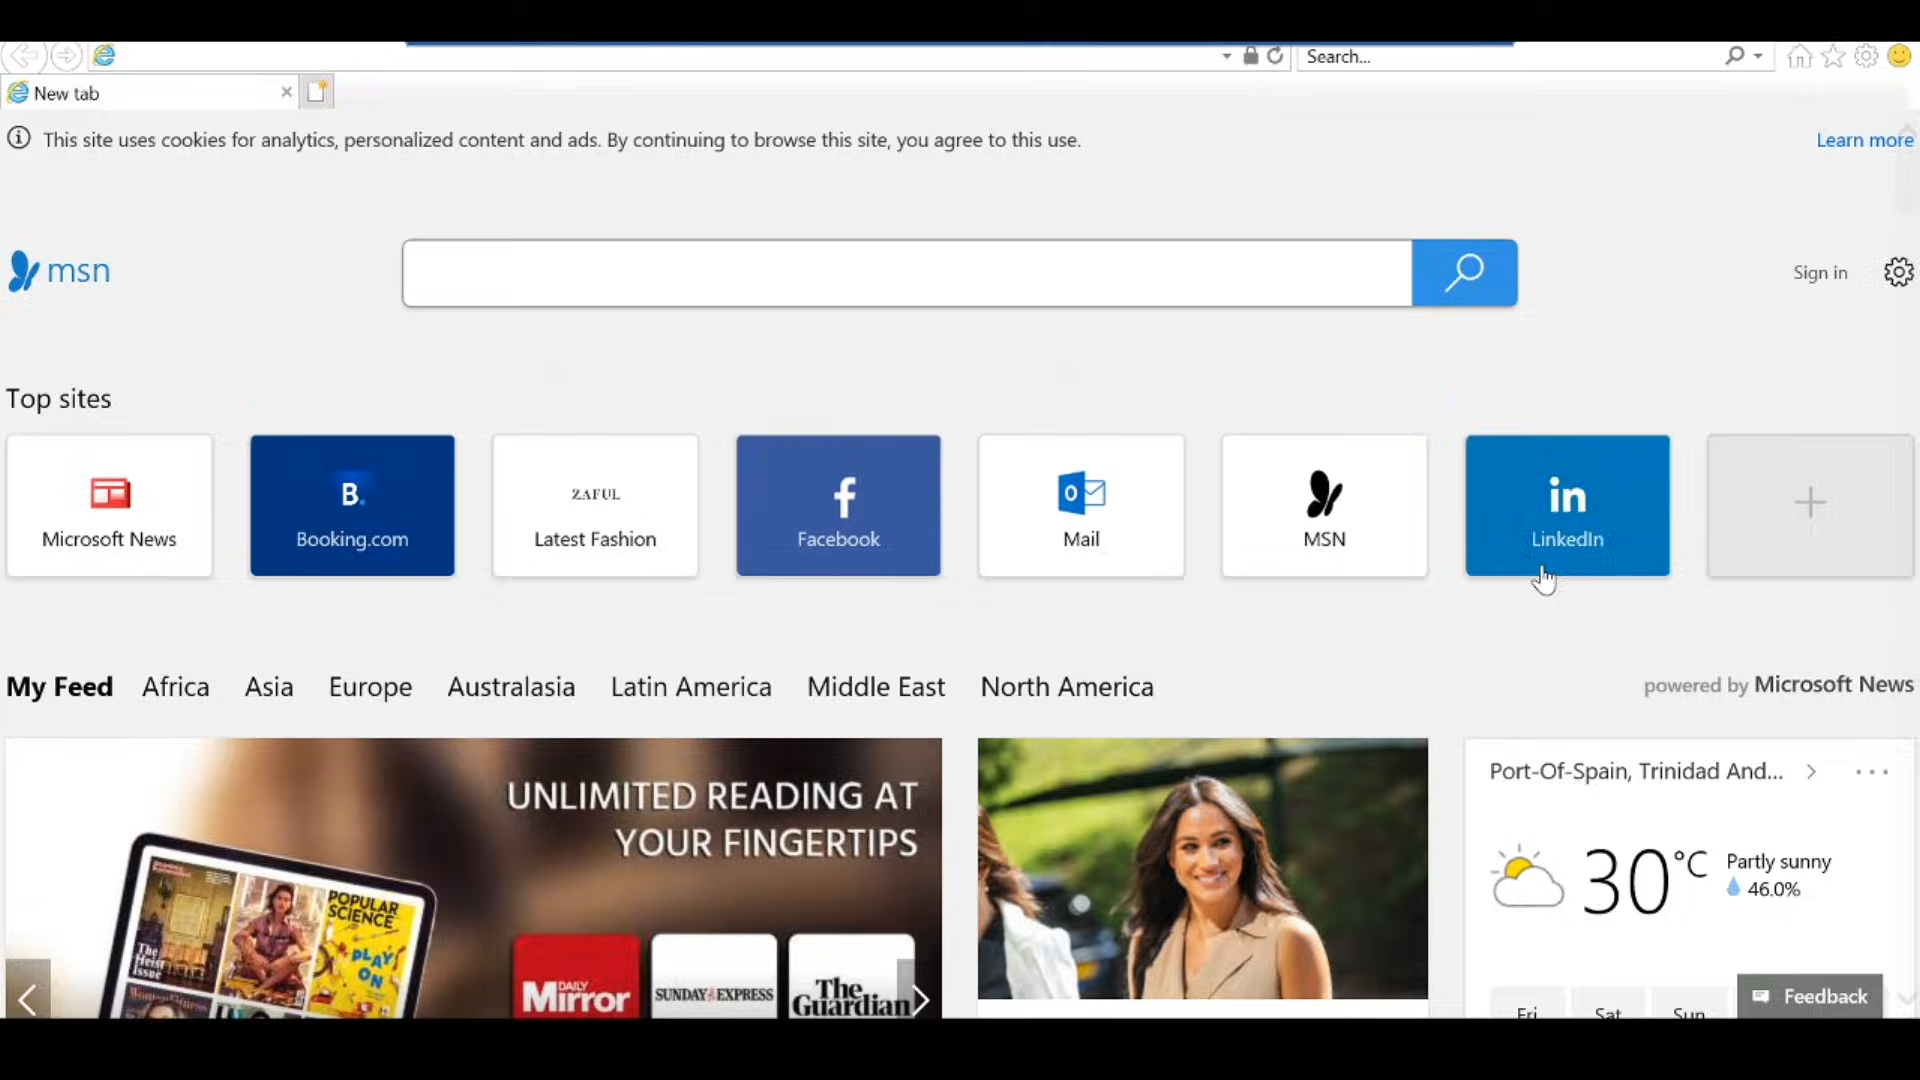 Search...
New tab
This site uses cookies for analytics, personalized content and ads. By continuing to browse this site, you agree to this use.
Learn more
msn
Sign in
Top sites
Microsoft News
B.
Booking.com
ZAFUL
Latest Fashion
f
Facebook
Mail
MSN
in
LinkedIn
My Feed
Africa
Asia
Europe
Australasia
Latin America
Middle East
North America
powered by Microsoft News
UNLIMITED READING AT
YOUR FINGERTIPS
POPULAR
SCIENCE
PLAY
ON
The
Heist
Issue
DAILY
Mirror
SUNDAY EXPRESS
The
Guardian
Port-Of-Spain, Trinidad And...
30°C
Partly sunny
46.0%
Fri
Sat
Sun
Feedback